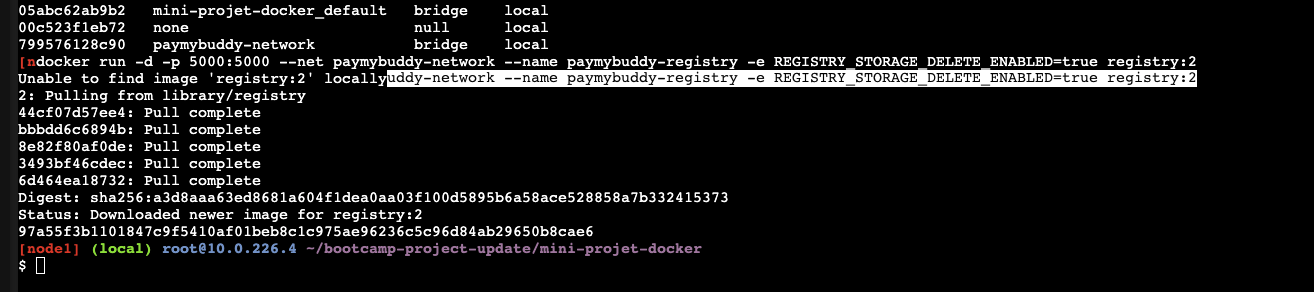 05abc62ab9b2   mini-projet-docker_default   bridge    local
00c523f1eb72   none                         null      local
799576128c90   paymybuddy-network           bridge    local
[ndocker run -d -p 5000:5000 --net paymybuddy-network --name paymybuddy-registry -e REGISTRY_STORAGE_DELETE_ENABLED=true registry:2
Unable to find image 'registry:2' locallyuddy-network --name paymybuddy-registry -e REGISTRY_STORAGE_DELETE_ENABLED=true registry:2
2: Pulling from library/registry
44cf07d57ee4: Pull complete
bbbdd6c6894b: Pull complete
8e82f80af0de: Pull complete
3493bf46cdec: Pull complete
6d464ea18732: Pull complete
Digest: sha256:a3d8aaa63ed8681a604f1dea0aa03f100d5895b6a58ace528858a7b332415373
Status: Downloaded newer image for registry:2
97a55f3b1101847c9f5410af01beb8c1c975ae96236c5c96d84ab29650b8cae6
[node1] (local) root@10.0.226.4 ~/bootcamp-project-update/mini-projet-docker
$